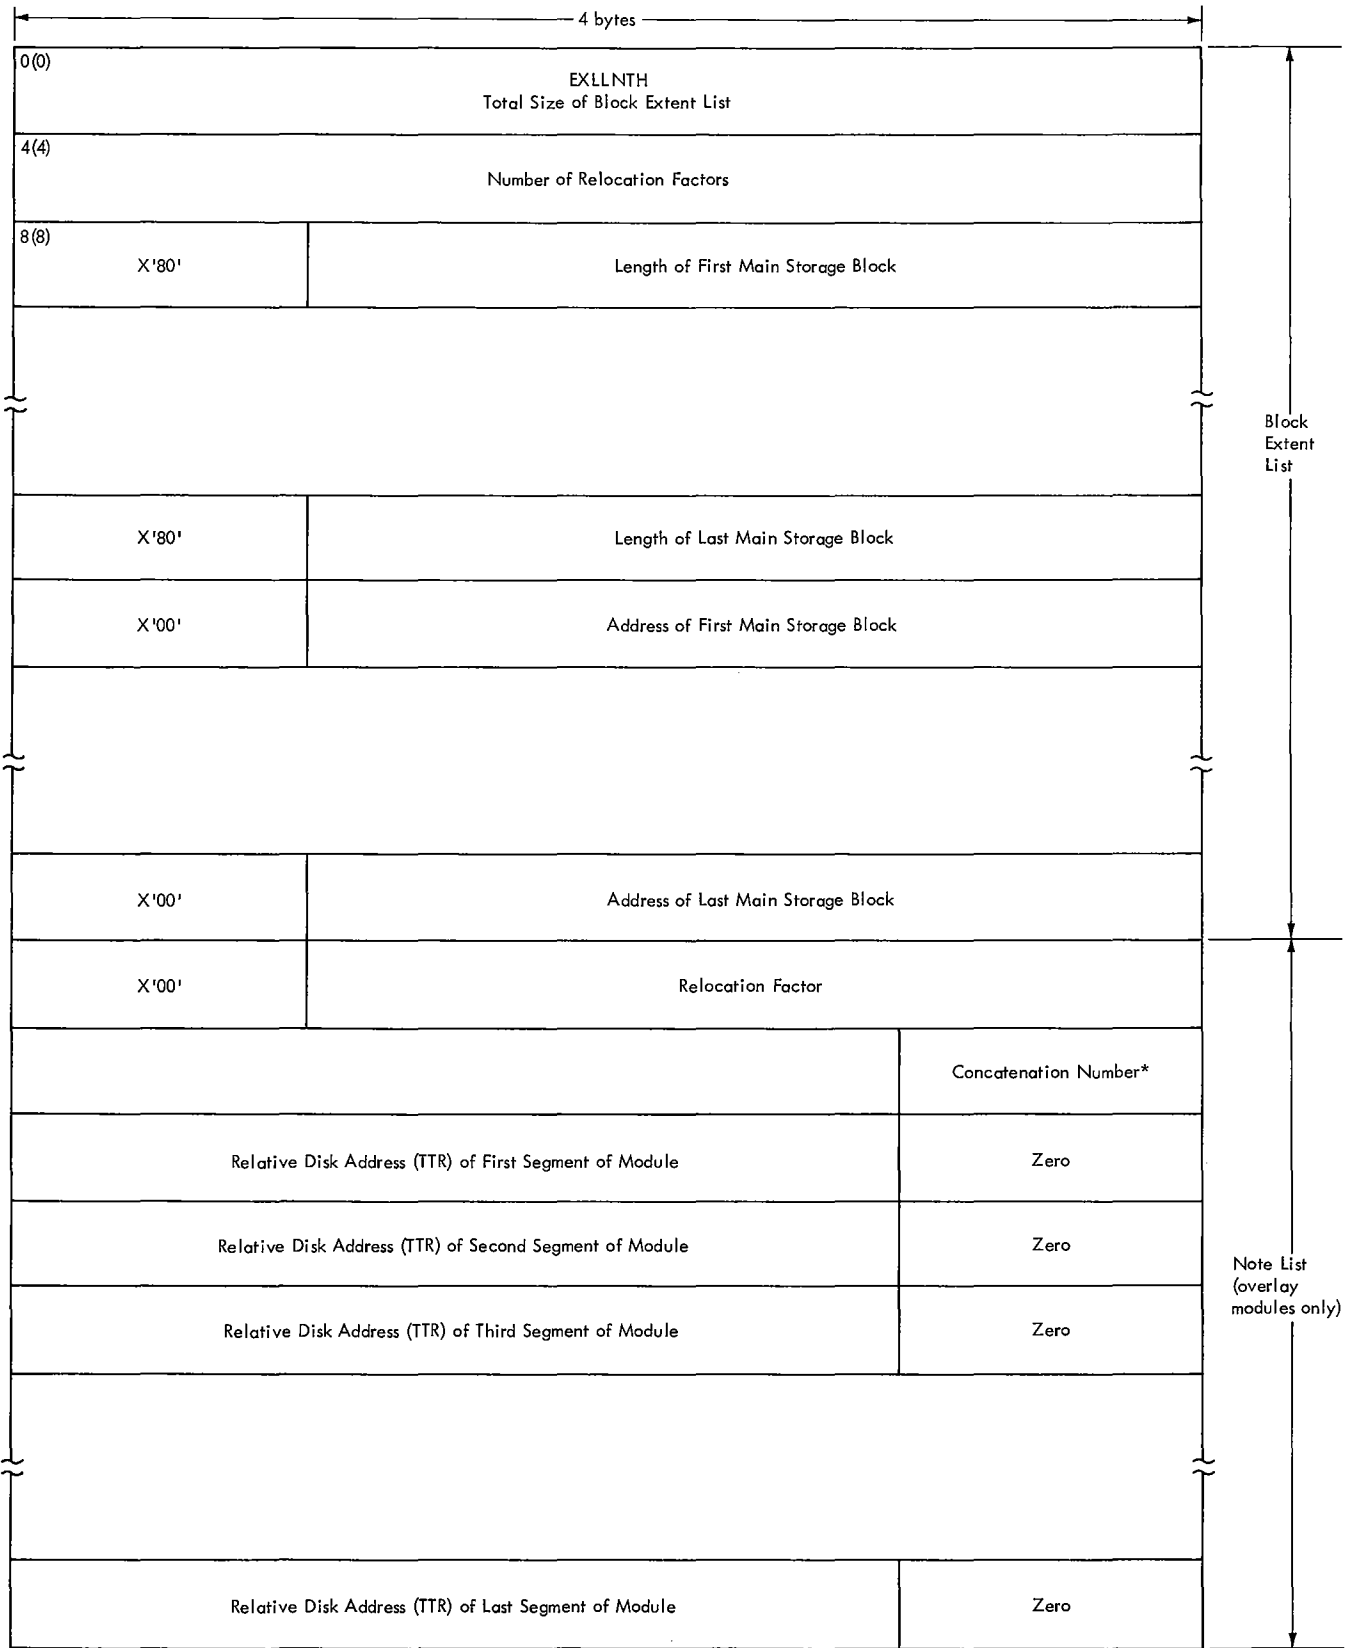 4 bytes
0(0)
EXLLNTH
Total Size of Block Extent List
4(4)
Number of Relocation Factors
8(8)
X'80'
Length of First Main Storage Block
Block
Extent
List
X'80'
Length of Last Main Storage Block
X'00'
Address of First Main Storage Block
X'00'
Address of Last Main Storage Block
X'00'
Relocation Factor
Concatenation Number*
Relative Disk Address (TTR) of First Segment of Module
Zero
Relative Disk Address (TTR) of Second Segment of Module
Zero
Note List
(overlay
modules only)
Relative Disk Address (TTR) of Third Segment of Module
Zero
Relative Disk Address (TTR) of Last Segment of Module
Zero